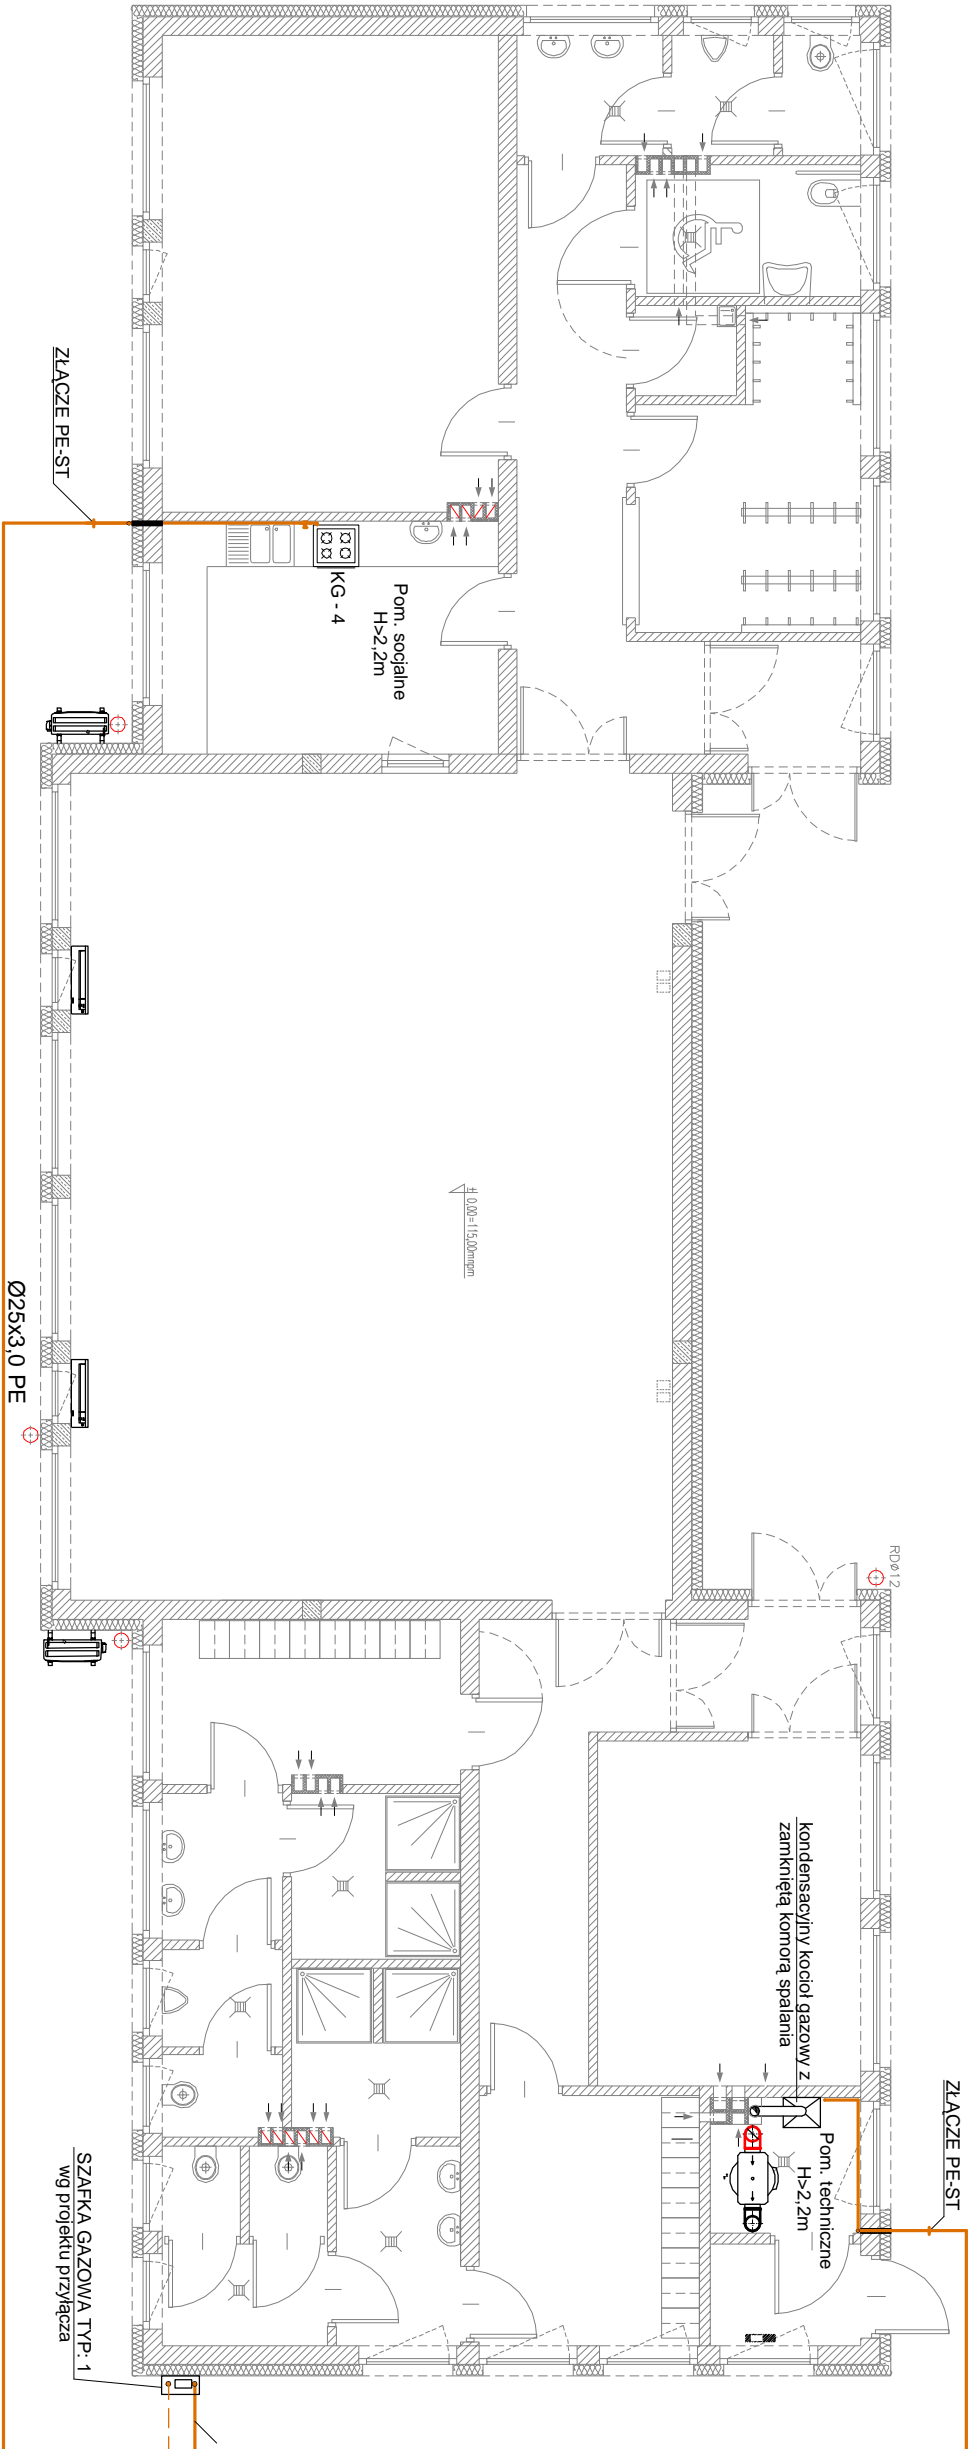 ZŁĄCZE PE-ST
KG - 4
Pom. socjalne
H>2,2m
± 0,00=115,00mnpm
Ø25x3,0 PE
RDø12
kondensacyjny kocioł gazowy z
zamkniętą komorą spalania
Pom. techniczne
H>2,2m
ZŁĄCZE PE-ST
SZAFKA GAZOWA TYP: 1
wg projektu przyłącza